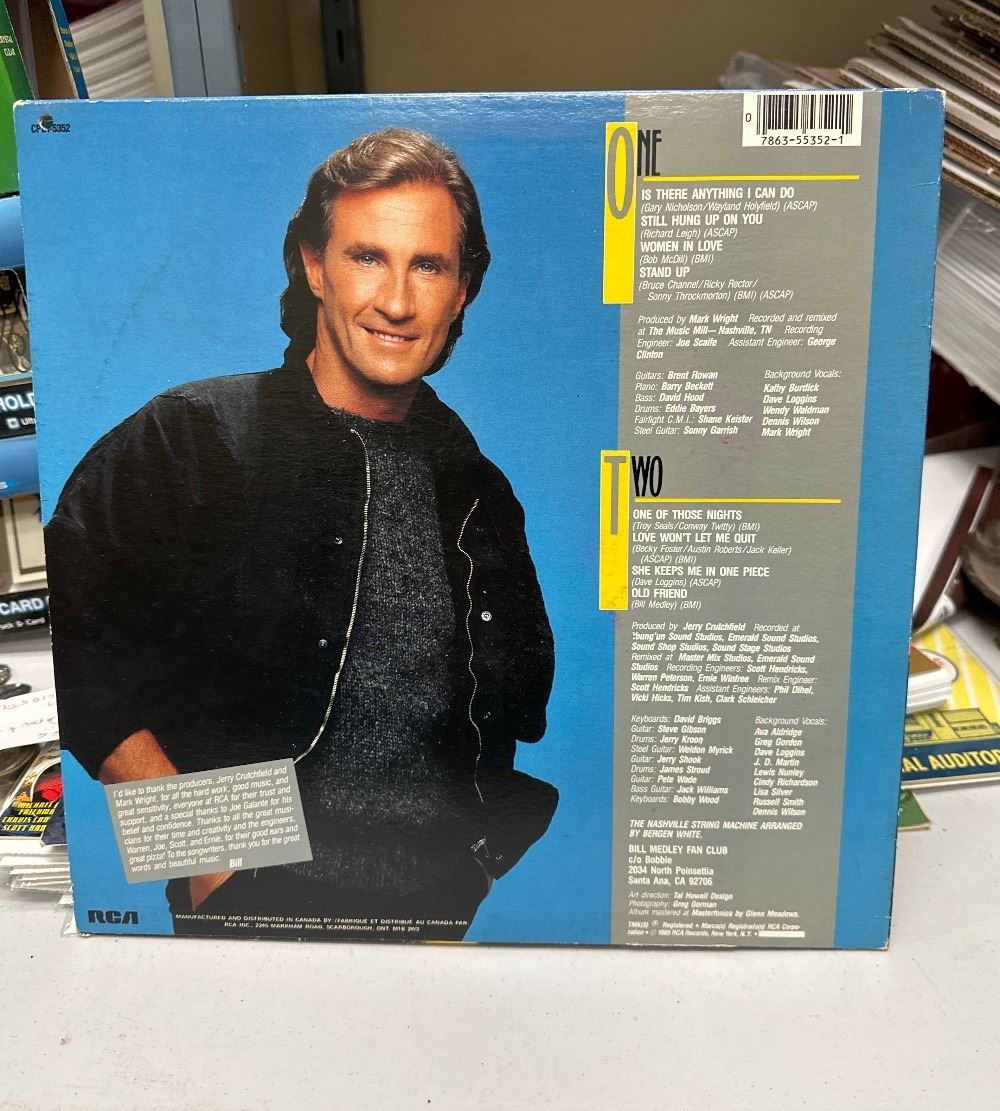 5352
0
7863-55352-1
ONE
IS THERE ANYTHING I CAN DO
(Gary Nicholson/Wayland Holyfield) (ASCAP)
STILL HUNG UP ON YOU
(Richard Leigh) (ASCAP)
WOMEN IN LOVE
(Bob McDill) (BMI)
STAND UP
(Bruce Channel/Ricky Rector/
Sonny Throckmorton) (BMI) (ASCAP)
Produced by Mark Wright Recorded and remixed
at The Music Mill—Nashville, TN Recording
Engineer: Joe Scaife Assistant Engineer: George
Clinton
Guitars: Brent Rowan
Piano: Barry Beckett
Bass: David Hood
Drums: Eddie Bayers
Fairlight C.M.I.: Shane Keister
Steel Guitar: Sonny Garrish
Background Vocals:
Kathy Burdick
Dave Loggins
Wendy Waldman
Dennis Wilson
Mark Wright
TWO
ONE OF THOSE NIGHTS
(Troy Seals/Conway Twitty) (BMI)
LOVE WON'T LET ME QUIT
(Becky Foster/Austin Roberts/Jack Keller)
(ASCAP) (BMI)
SHE KEEPS ME IN ONE PIECE
(Dave Loggins) (ASCAP)
OLD FRIEND
(Bill Medley) (BMI)
Produced by Jerry Crutchfield Recorded at
Young'un Sound Studios, Emerald Sound Studios,
Sound Shop Studios, Sound Stage Studios
Remixed at Master Mix Studios, Emerald Sound
Studios Recording Engineers: Scott Hendricks,
Warren Peterson, Ernie Winfree Remix Engineer:
Scott Hendricks Assistant Engineers: Phil Dihel,
Vicki Hicks, Tim Kish, Clark Schleicher
Keyboards: David Briggs
Guitar: Steve Gibson
Drums: Jerry Kroon
Steel Guitar: Weldon Myrick
Guitar: Jerry Shook
Drums: James Stroud
Guitar: Pete Wade
Bass Guitar: Jack Williams
Keyboards: Bobby Wood
Background Vocals:
Ava Aldridge
Greg Gordon
Dave Loggins
J. D. Martin
Lewis Nunley
Cindy Richardson
Lisa Silver
Russell Smith
Dennis Wilson
THE NASHVILLE STRING MACHINE ARRANGED
BY BERGEN WHITE.
BILL MEDLEY FAN CLUB
c/o Bobbie
2034 North Poinsettia
Santa Ana, CA 92706
Art direction: Tal Howell Design
Photography: Greg Gorman
Album mastered at Masterfonics by Glenn Meadows.
TMK(S) ® Registered • Marca(s) Registrada(s) RCA Corpo-
ration • © 1985 RCA Records, New York, N.Y. •
I'd like to thank the producers, Jerry Crutchfield and
Mark Wright, for all the hard work, good music, and
great sensitivity, everyone at RCA for their trust and
support, and a special thanks to Joe Galante for his
belief and confidence. Thanks to all the great musi-
cians for their time and creativity and the engineers,
Warren, Joe, Scott, and Ernie, for their good ears and
great pizza! To the songwriters, thank you for the great
words and beautiful music. Bill
RCA
MANUFACTURED AND DISTRIBUTED IN CANADA BY:/FABRIQUÉ ET DISTRIBUÉ AU CANADA PAR
RCA INC., 2245 MARKHAM ROAD, SCARBOROUGH, ONT. M1B 2W3
CARD
AL AUDITOR